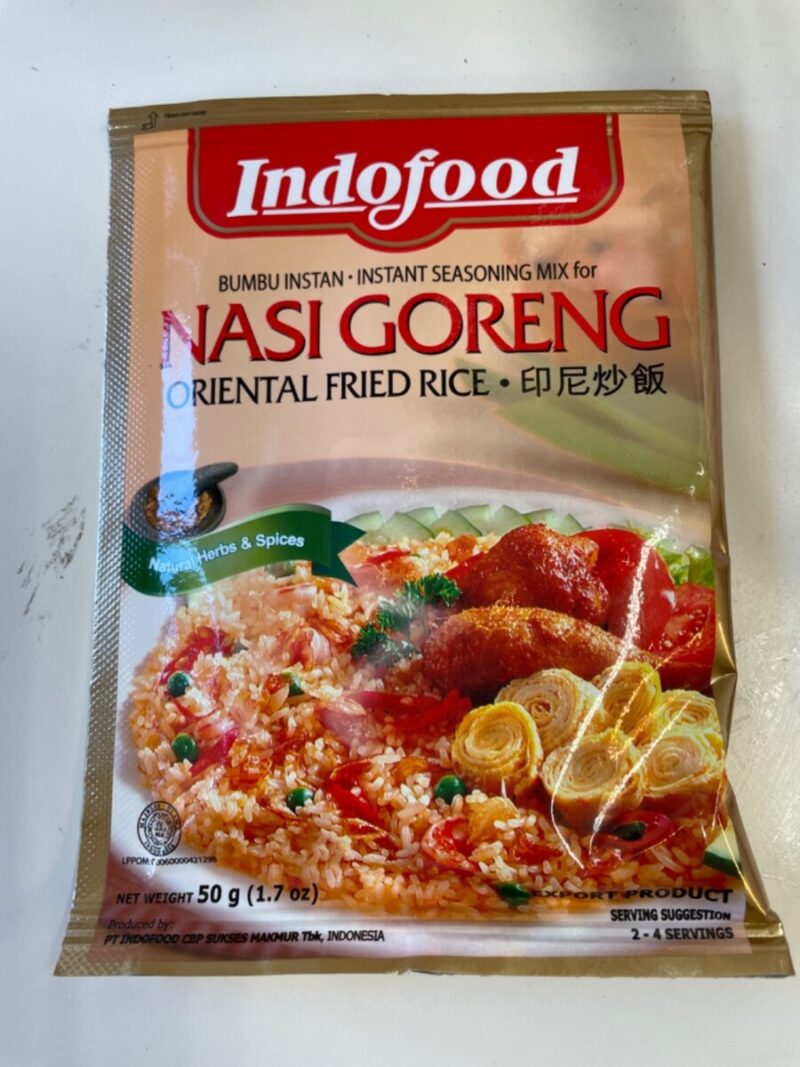 Indofood
BUMBU INSTAN · INSTANT SEASONING MIX for
NASI GORENG
ORIENTAL FRIED RICE • 印尼炒飯
Natural Herbs & Spices
NET WEIGHT 50 g (1.7 oz)
Produced by:
PT INDOFOOD CBP SUKSES MAKMUR Tbk, INDONESIA
EXPORT PRODUCT
SERVING SUGGESTION
2 - 4 SERVINGS